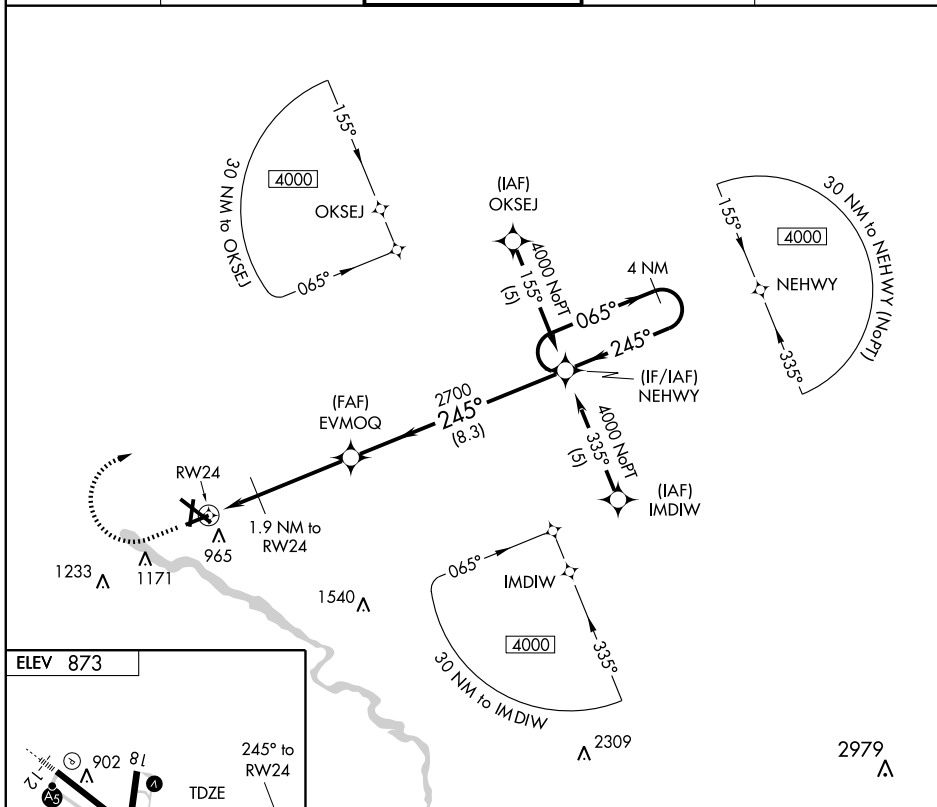 155°
30 NM to OKSEJ
4000
OKSEJ
065°
(IAF)
OKSEJ
4000 NoPT
155°
(5)
4 NM
065°
245°
(IF/IAF)
NEHWY
155°
30 NM to NEHWY (NoPT)
4000
NEHWY
335°
(FAF)
EVMOQ
2700
245°
(8.3)
4000 NoPT
335°
(5)
(IAF)
IMDIW
RW24
1.9 NM to
RW24
965
1233
1171
1540
065°
IMDIW
4000
335°
30 NM to IMDIW
2309
2979
ELEV 873
P
902
18
12
A5
V
245° to
RW24
TDZE